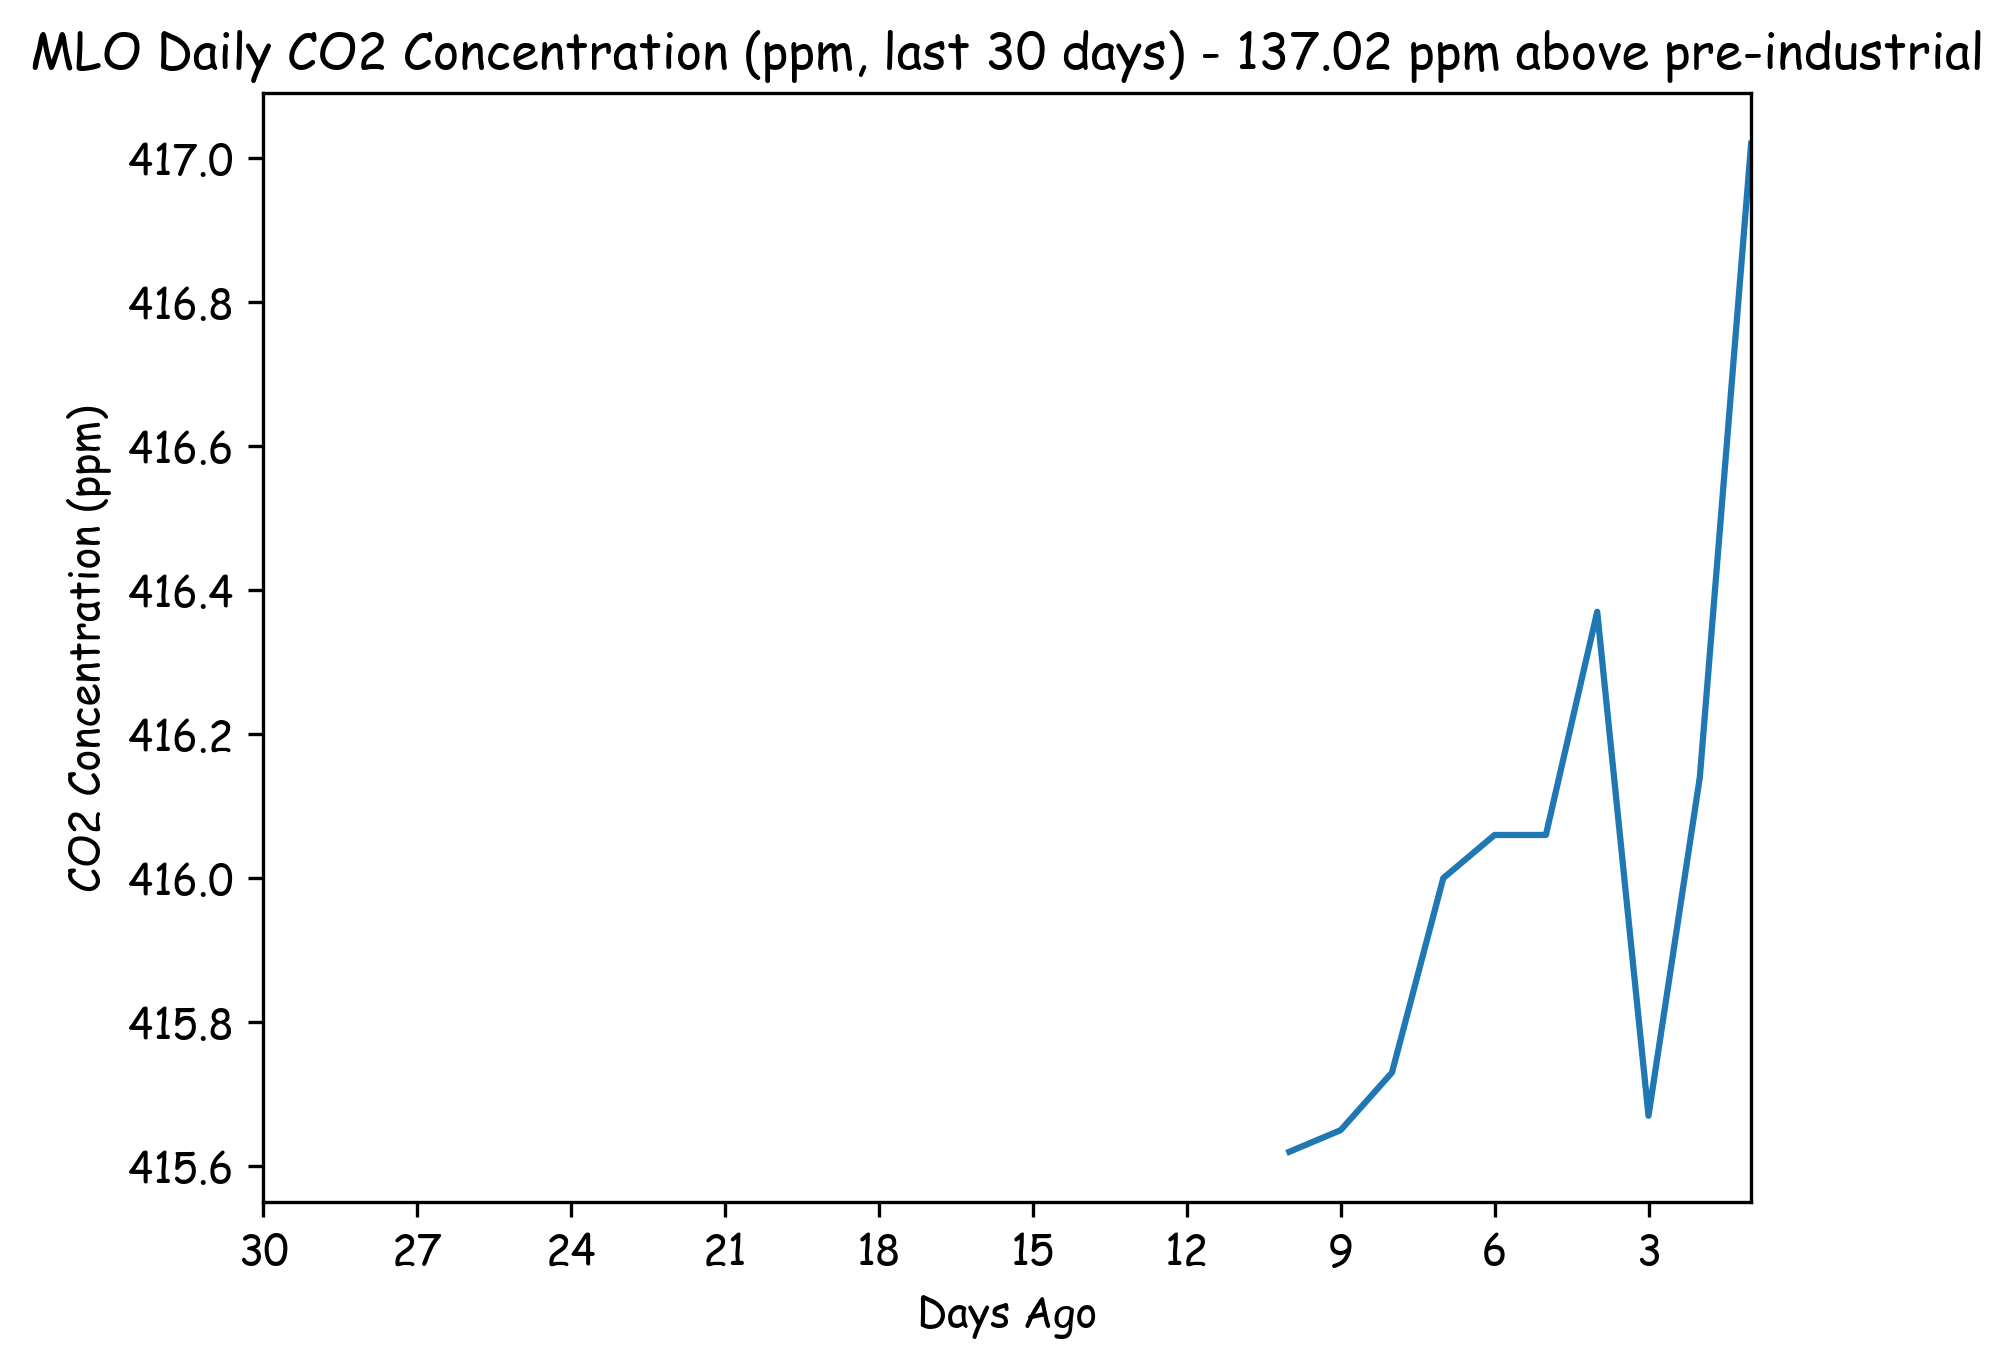 MLO Daily CO2 Concentration (ppm, last 30 days) - 137.02 ppm above pre-industrial
CO2 Concentration (ppm)
417.0
416.8
416.6
416.4
416.2
416.0
415.8
415.6
30 27 24 21 18 15 12 9 6 3
Days Ago